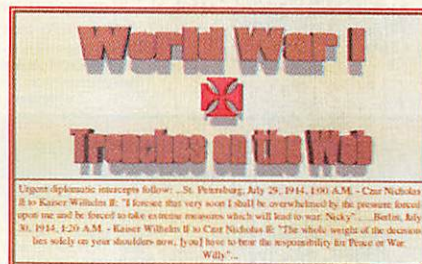 World War I
Trenches on the Web
Urgent diplomatic intercepts follow: ...St. Petersburg, July 29, 1914, 1:00 A.M. - Czar Nicholas
II to Kaiser Wilhelm II: "I foresee that very soon I shall be overwhelmed by the pressure forced
upon me and be forced to take extreme measures which will lead to war. Nicky" ... ...Berlin, July
30, 1914, 1:20 A.M. - Kaiser Wilhelm II to Czar Nicholas II: "The whole weight of the decision
lies solely on your shoulders now, [you] have to bear the responsibility for Peace or War.
Willy"...